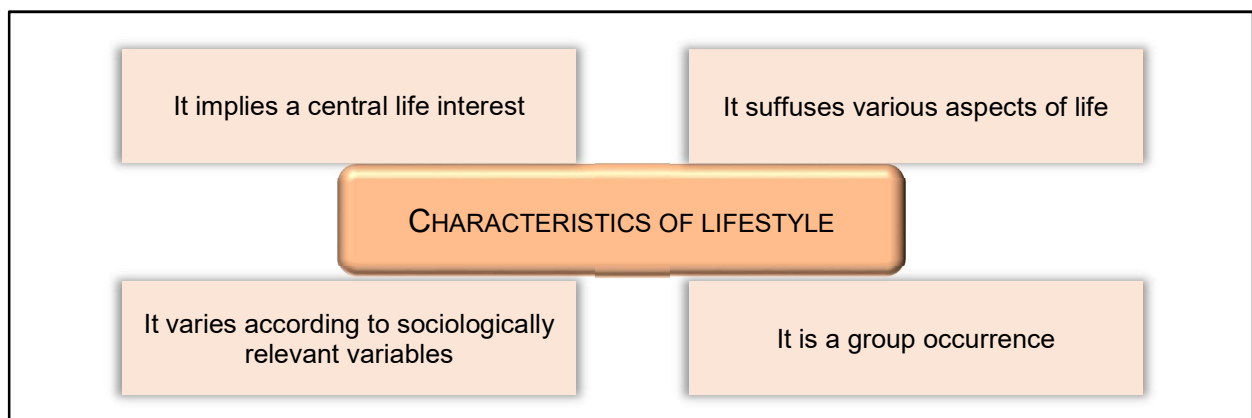 It implies a central life interest
It suffuses various aspects of life
CHARACTERISTICS OF LIFESTYLE
It varies according to sociologically
relevant variables
It is a group occurrence